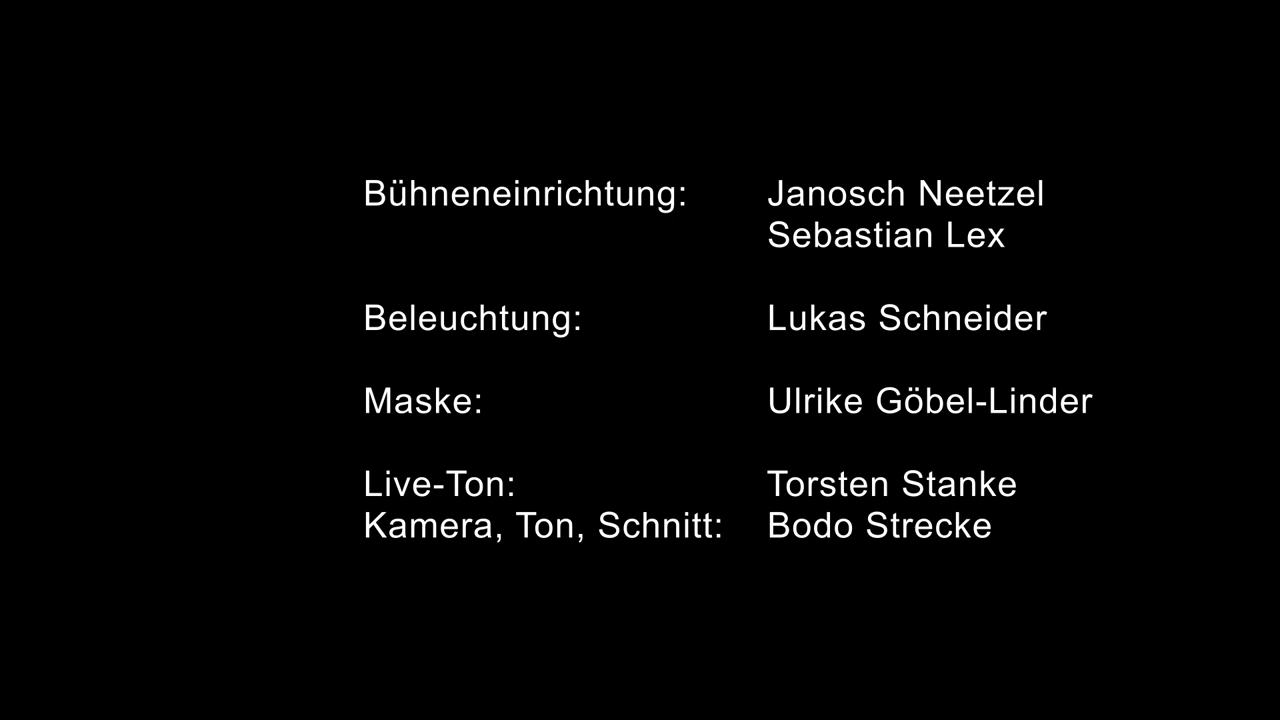 Bühneneinrichtung: Janosch Neetzel
Sebastian Lex
Beleuchtung: Lukas Schneider
Maske: Ulrike Göbel-Linder
Live-Ton: Torsten Stanke
Kamera, Ton, Schnitt: Bodo Strecke